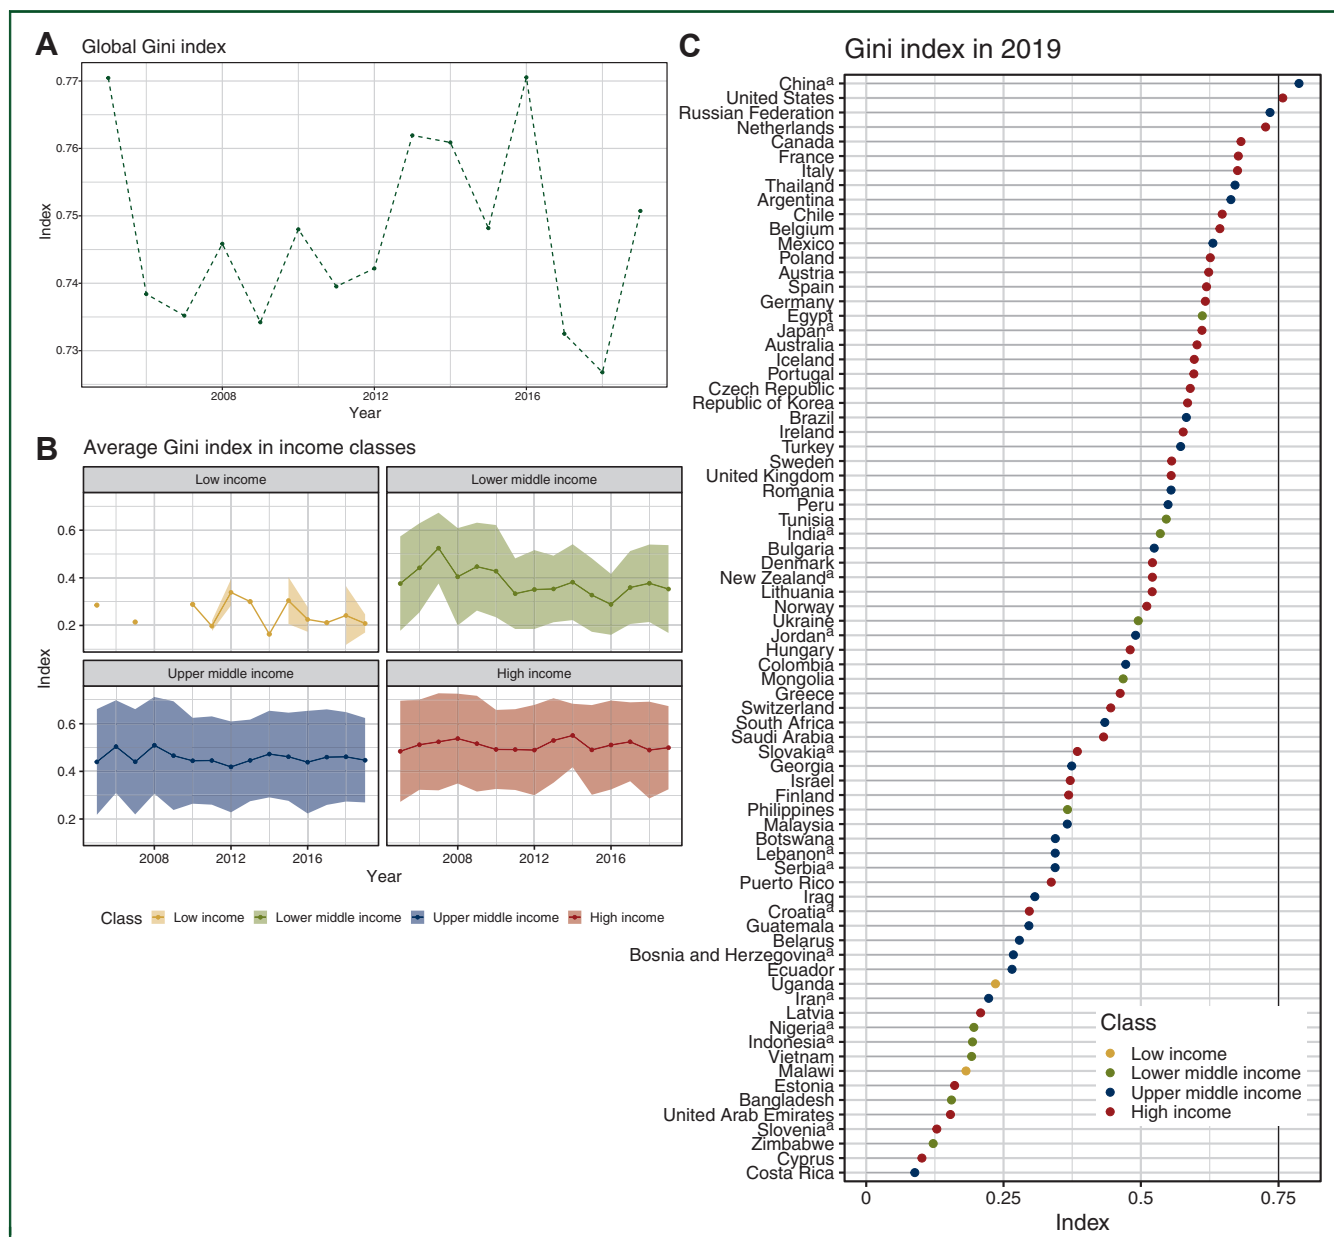 A
Global Gini index
0.77
0.76
0.75
0.74
0.73
Index
2008
2012
2016
Year
B
Average Gini index in income classes
Low income
Lower middle income
0.6
0.4
0.2
Upper middle income
High income
0.6
0.4
0.2
Index
2008
2012
2016
2008
2012
2016
Year
Class
Low income
Lower middle income
Upper middle income
High income
C
Gini index in 2019
Chinaª
United States
Russian Federation
Netherlands
Canada
France
Italy
Thailand
Argentina
Chile
Belgium
Mexico
Poland
Austria
Spain
Germany
Egypt
Japanª
Australia
Iceland
Portugal
Czech Republic
Republic of Korea
Brazil
Ireland
Turkey
Sweden
United Kingdom
Romania
Peru
Tunisia
Indiaª
Bulgaria
Denmark
New Zealandª
Lithuania
Norway
Ukraine
Jordanª
Hungary
Colombia
Mongolia
Greece
Switzerland
South Africa
Saudi Arabia
Slovakiaª
Georgia
Israel
Finland
Philippines
Malaysia
Botswana
Lebanonª
Serbiaª
Puerto Rico
Iraq
Croatiaª
Guatemala
Belarus
Bosnia and Herzegovinaª
Ecuador
Uganda
Iranª
Latvia
Nigeriaª
Indonesiaª
Vietnam
Malawi
Estonia
Bangladesh
United Arab Emirates
Sloveniaª
Zimbabwe
Cyprus
Costa Rica
Class
Low income
Lower middle income
Upper middle income
High income
0
0.25
0.5
0.75
Index